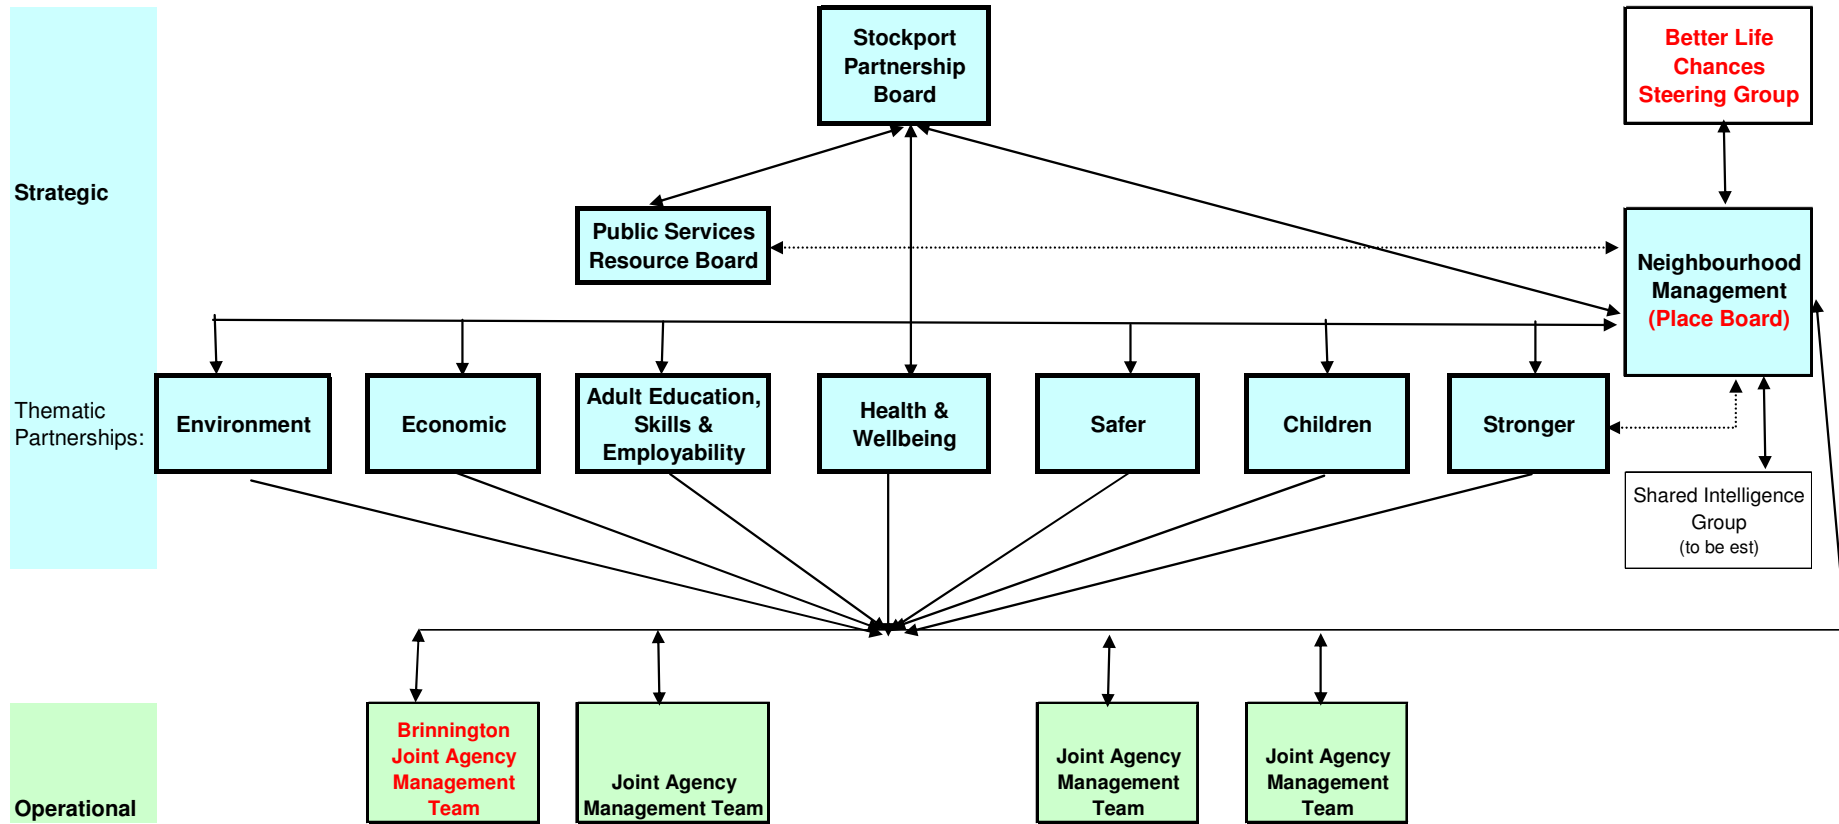 Stockport
Partnership
Board
Better Life
Chances
Steering Group
Strategic
Public Services
Resource Board
Neighbourhood
Management
(Place Board)
Thematic
Partnerships:
Environment
Economic
Adult Education,
Skills &
Employability
Health &
Wellbeing
Safer
Children
Stronger
Shared Intelligence
Group
(to be est)
Operational
Brinnington
Joint Agency
Management
Team
Joint Agency
Management Team
Joint Agency
Management
Team
Joint Agency
Management
Team